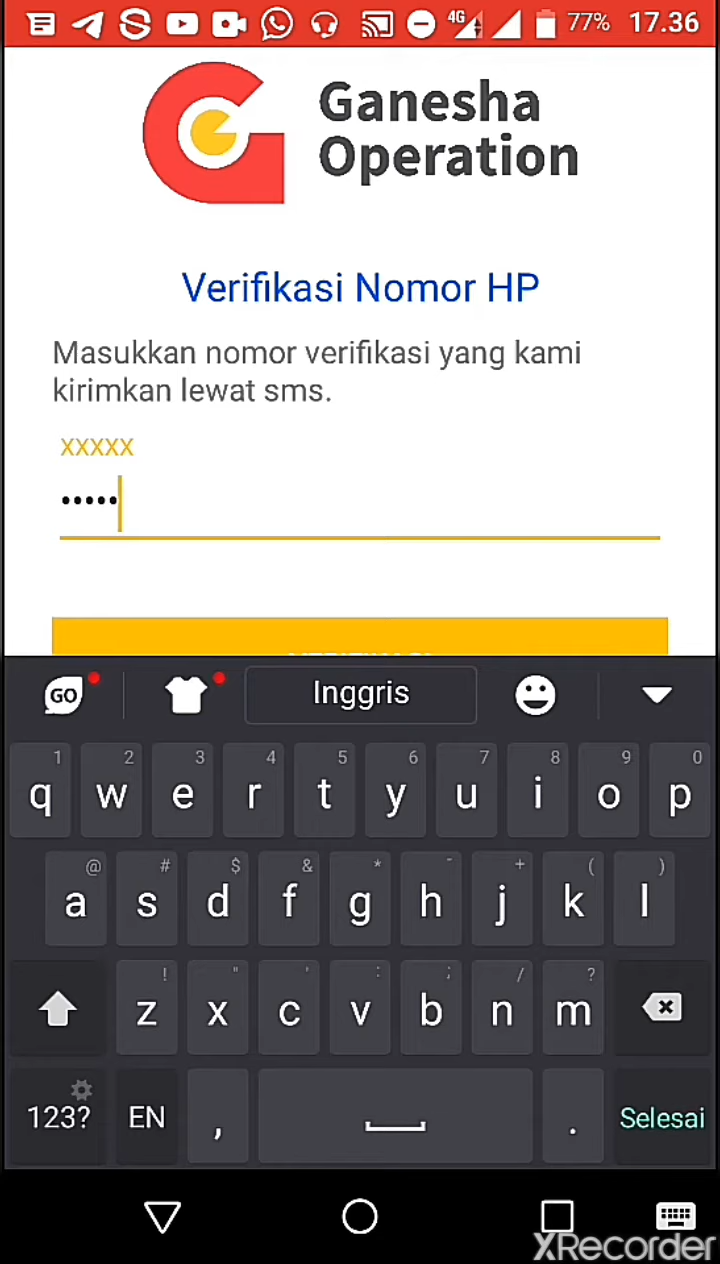 4G 77% 17.36
Ganesha
Operation
Verifikasi Nomor HP
Masukkan nomor verifikasi yang kami
kirimkan lewat sms.
XXXXX
•••••
GO Inggris
1 2 3 4 5 6 7 8 9 0
q w e r t y u i o p
@ # $ & * - + ( )
a s d f g h j k l
! " ' : ; / ?
z x c v b n m
123? EN , . Selesai
XRecorder